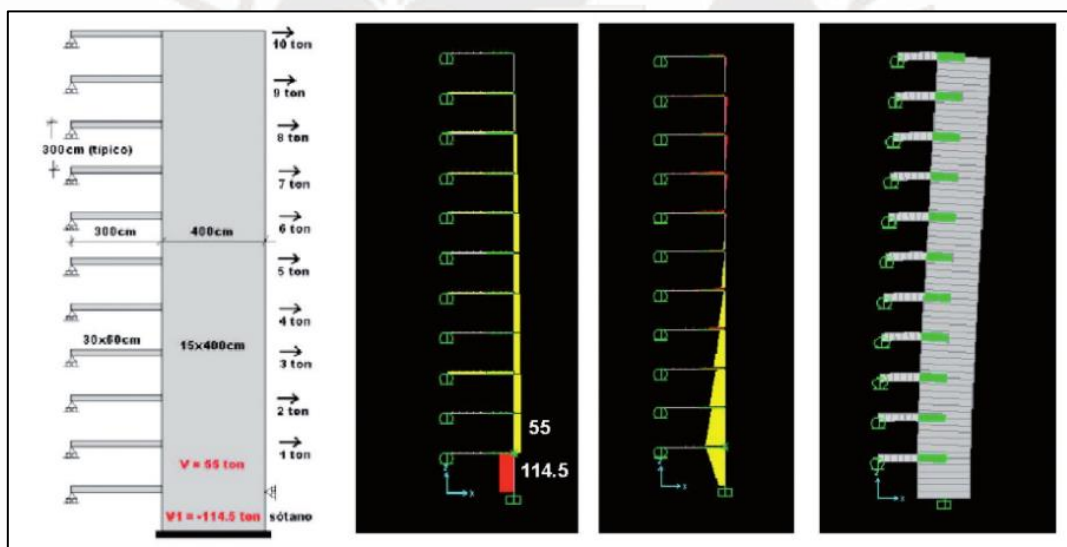 10 ton
9 ton
8 ton
300cm (típico)
7 ton
6 ton
300cm
400cm
5 ton
4 ton
30x60cm
15x400cm
3 ton
2 ton
1 ton
V = 55 ton
V1 = -114.5 ton
sótano
55
114.5
Z
X
Z
X
Z
X